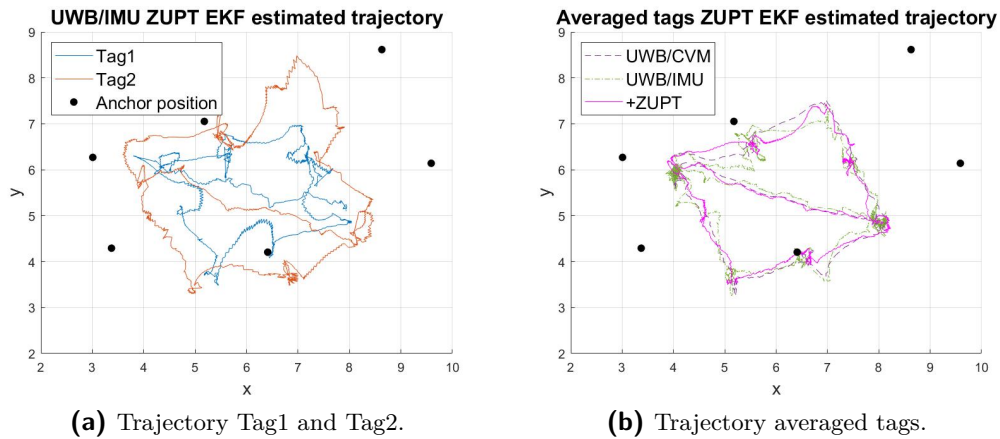 UWB/IMU ZUPT EKF estimated trajectory
9
8
7
6
5
4
3
2
y
Tag1
Tag2
Anchor position
2 3 4 5 6 7 8 9 10
x
(a) Trajectory Tag1 and Tag2.
Averaged tags ZUPT EKF estimated trajectory
9
8
7
6
5
4
3
2
y
UWB/CVM
UWB/IMU
+ZUPT
2 3 4 5 6 7 8 9 10
x
(b) Trajectory averaged tags.